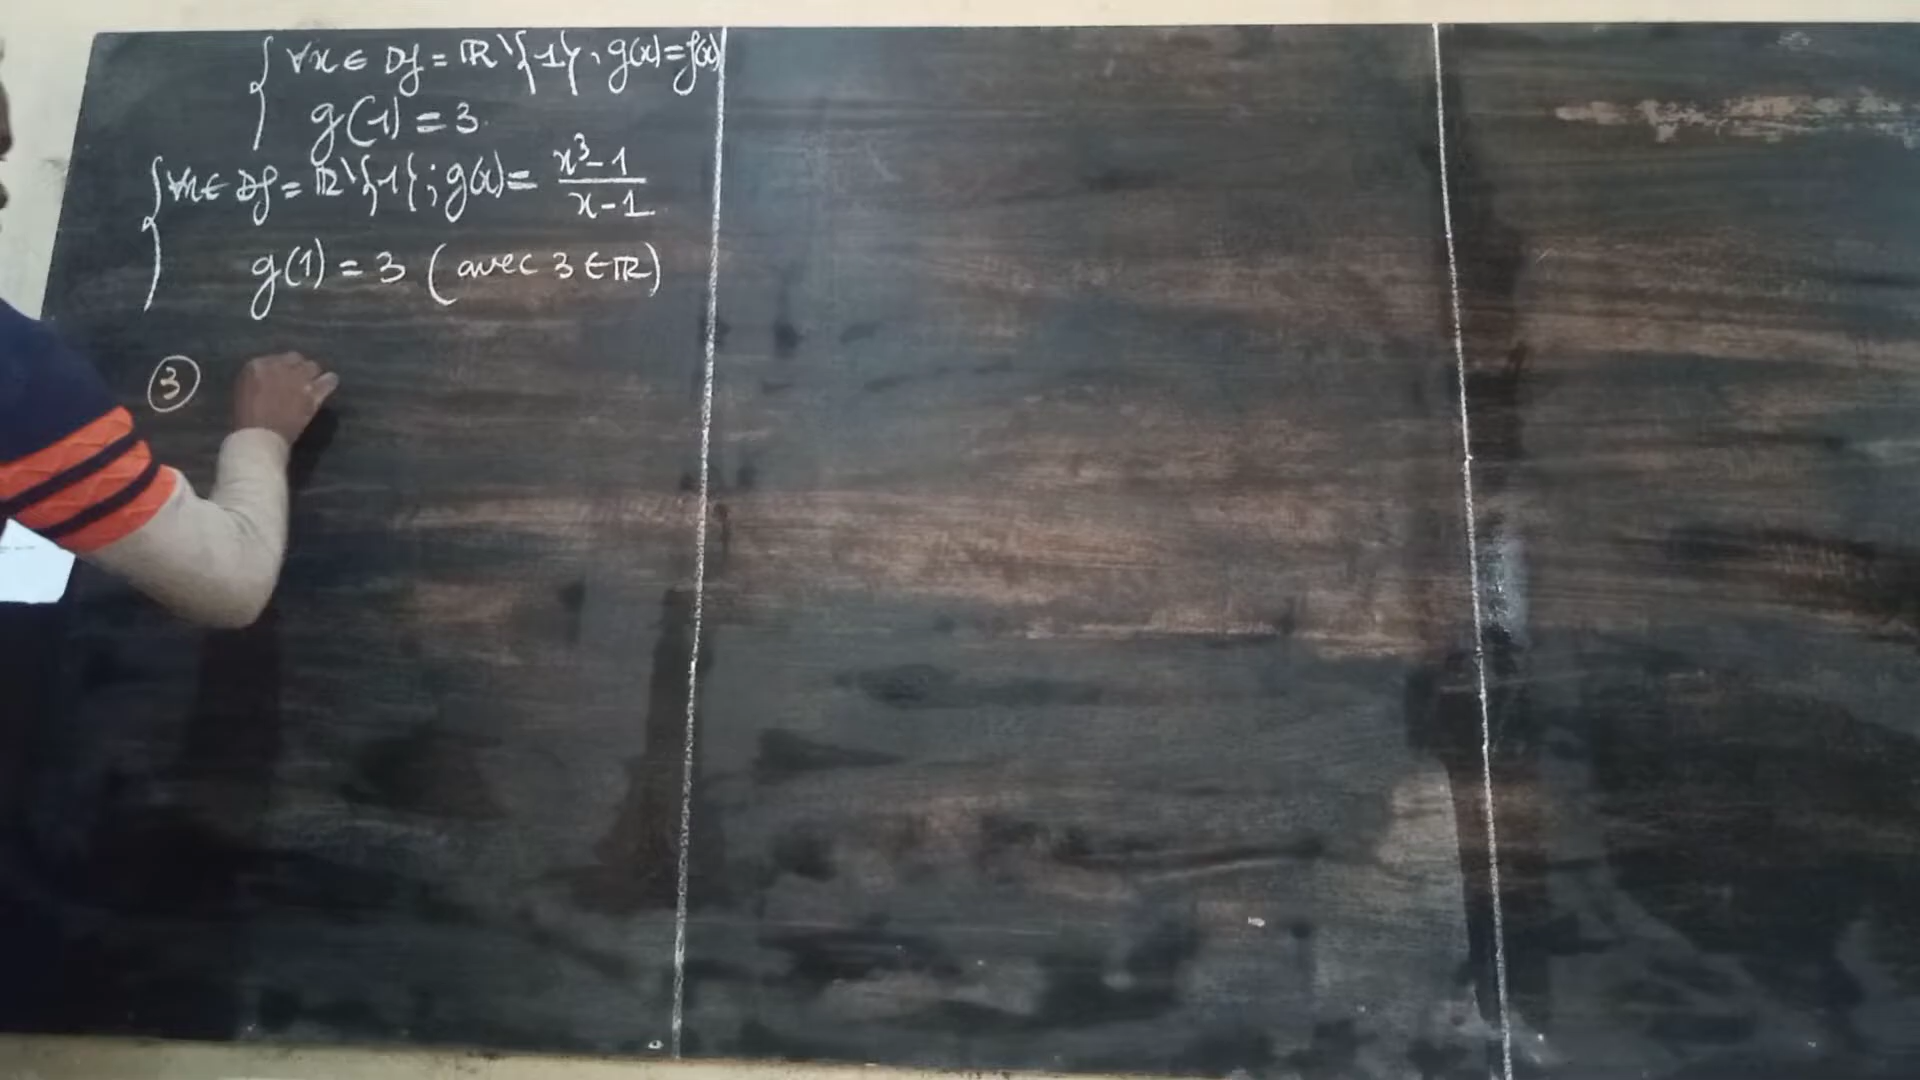 { ∀x ∈ Df = ℝ\{1}, g(x)=f(x)
g(1) = 3
{ ∀x ∈ Df = ℝ\{1} ; g(x) = (x³-1)/(x-1)
g(1) = 3 (avec 3 ∈ ℝ)
③